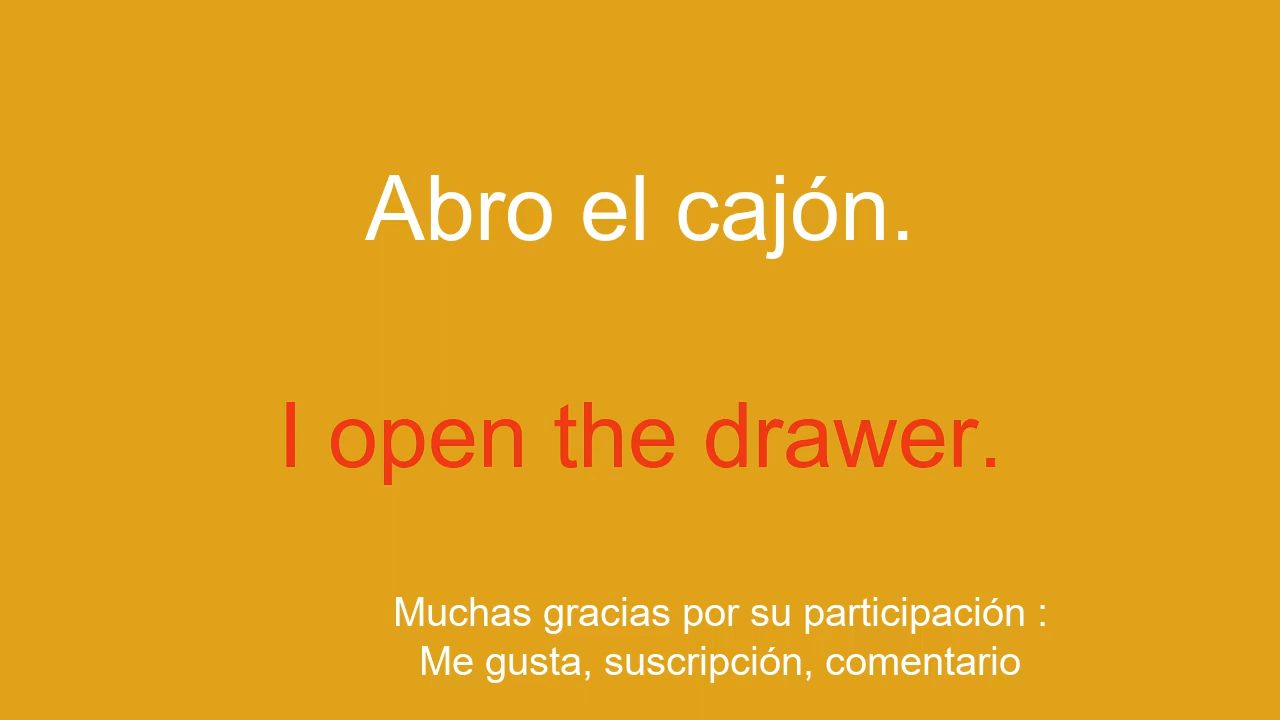 Abro el cajón.
I open the drawer.
Muchas gracias por su participación :
Me gusta, suscripción, comentario